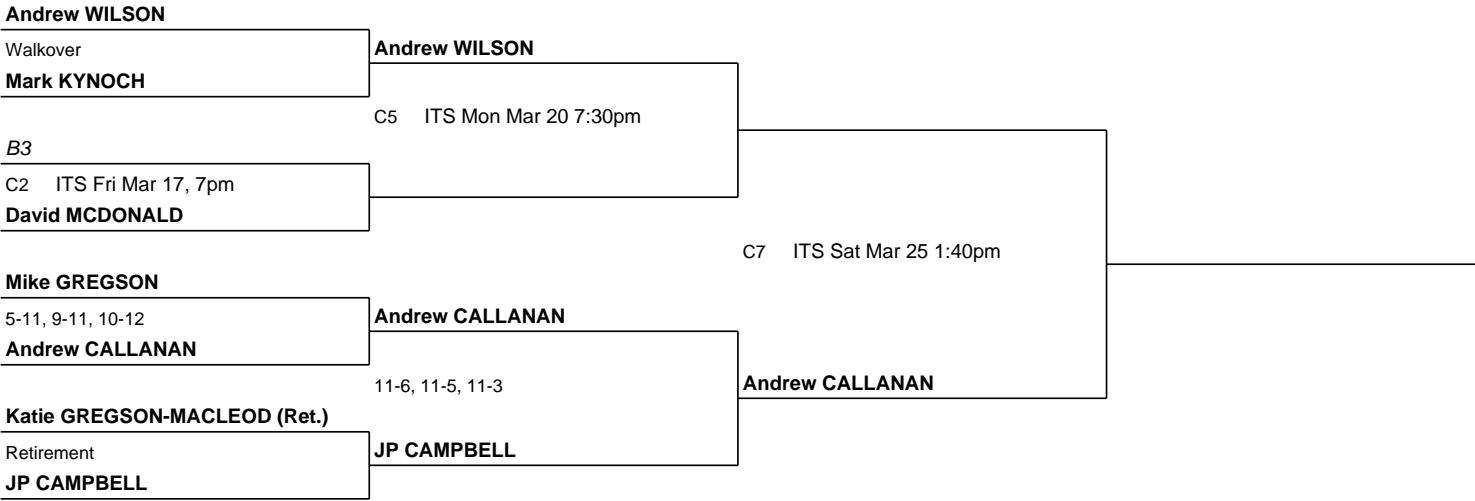 Andrew WILSON
Walkover
Mark KYNOCH
B3
C2 ITS Fri Mar 17, 7pm
David MCDONALD
Mike GREGSON
5-11, 9-11, 10-12
Andrew CALLANAN
Katie GREGSON-MACLEOD (Ret.)
Retirement
JP CAMPBELL
Andrew WILSON
C5 ITS Mon Mar 20 7:30pm
Andrew CALLANAN
11-6, 11-5, 11-3
JP CAMPBELL
C7 ITS Sat Mar 25 1:40pm
Andrew CALLANAN